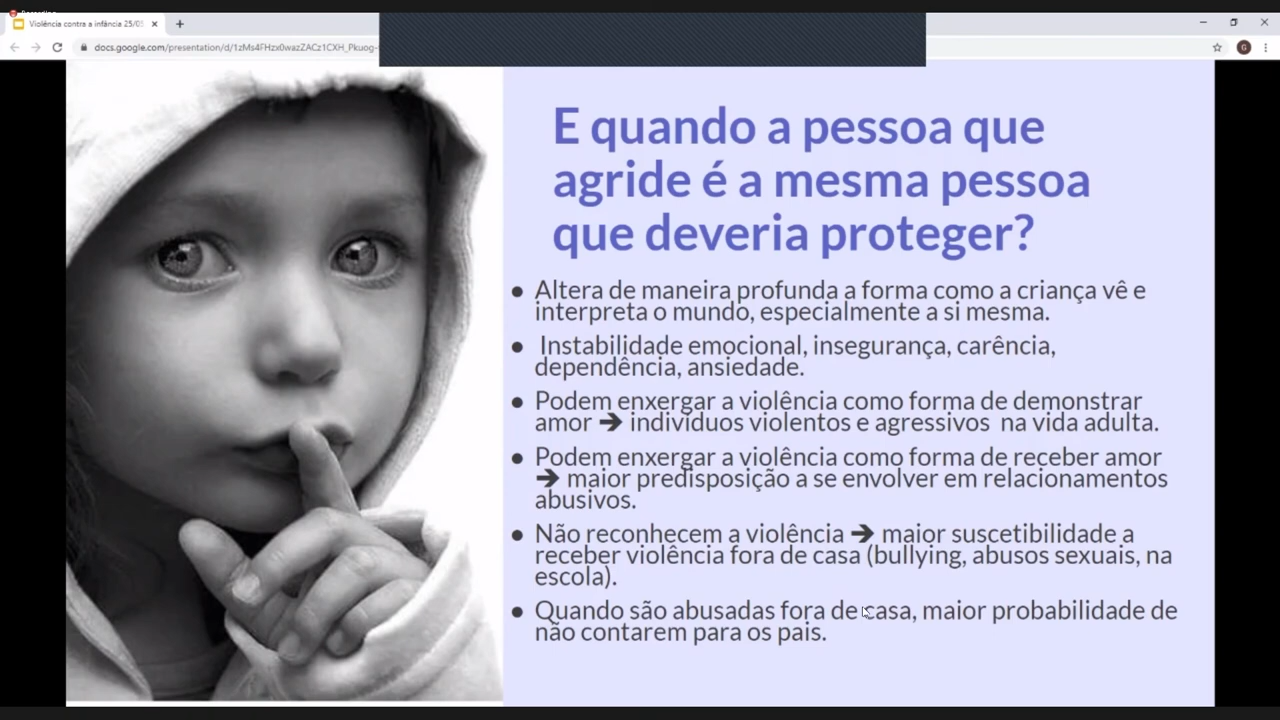 Recording
Violência contra a infância 25/05
docs.google.com/presentation/d/1zMs4FHzx0wazZACz1CXH_Pkuog-
G
E quando a pessoa que
agride é a mesma pessoa
que deveria proteger?
● Altera de maneira profunda a forma como a criança vê e
interpreta o mundo, especialmente a si mesma.
● Instabilidade emocional, insegurança, carência,
dependência, ansiedade.
● Podem enxergar a violência como forma de demonstrar
amor ➔ indivíduos violentos e agressivos na vida adulta.
● Podem enxergar a violência como forma de receber amor
➔ maior predisposição a se envolver em relacionamentos
abusivos.
● Não reconhecem a violência ➔ maior suscetibilidade a
receber violência fora de casa (bullying, abusos sexuais, na
escola).
● Quando são abusadas fora de casa, maior probabilidade de
não contarem para os pais.